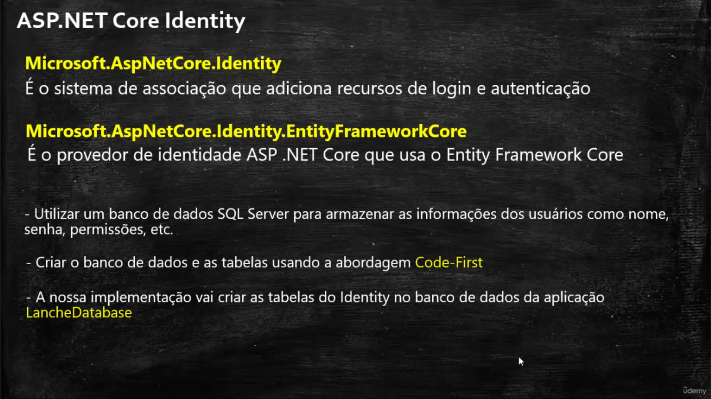 ASP.NET Core Identity
Microsoft.AspNetCore.Identity
É o sistema de associação que adiciona recursos de login e autenticação
Microsoft.AspNetCore.Identity.EntityFrameworkCore
É o provedor de identidade ASP .NET Core que usa o Entity Framework Core
- Utilizar um banco de dados SQL Server para armazenar as informações dos usuários como nome,
senha, permissões, etc.
- Criar o banco de dados e as tabelas usando a abordagem Code-First
- A nossa implementação vai criar as tabelas do Identity no banco de dados da aplicação
LancheDatabase
ûdemy